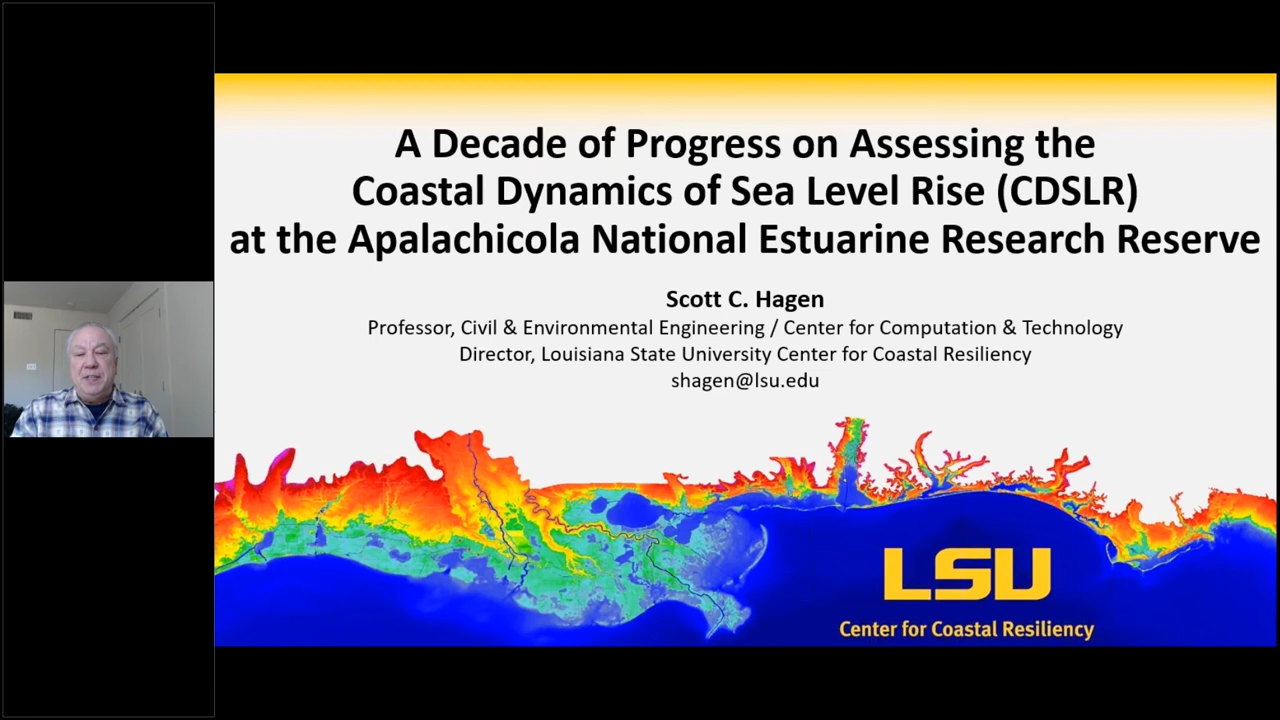 A Decade of Progress on Assessing the
Coastal Dynamics of Sea Level Rise (CDSLR)
at the Apalachicola National Estuarine Research Reserve
Scott C. Hagen
Professor, Civil & Environmental Engineering / Center for Computation & Technology
Director, Louisiana State University Center for Coastal Resiliency
shagen@lsu.edu
LSU
Center for Coastal Resiliency